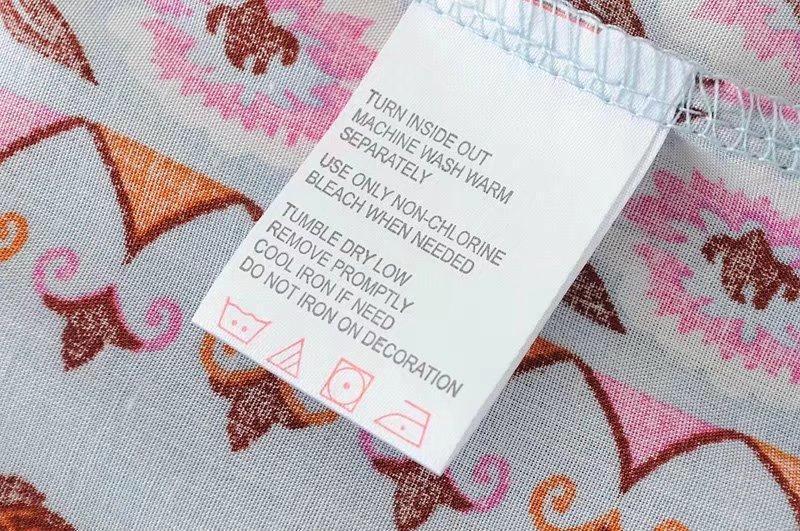 TURN INSIDE OUT
MACHINE WASH WARM
SEPARATELY
USE ONLY NON-CHLORINE
BLEACH WHEN NEEDED
TUMBLE DRY LOW
REMOVE PROMPTLY
COOL IRON IF NEED
DO NOT IRON ON DECORATION